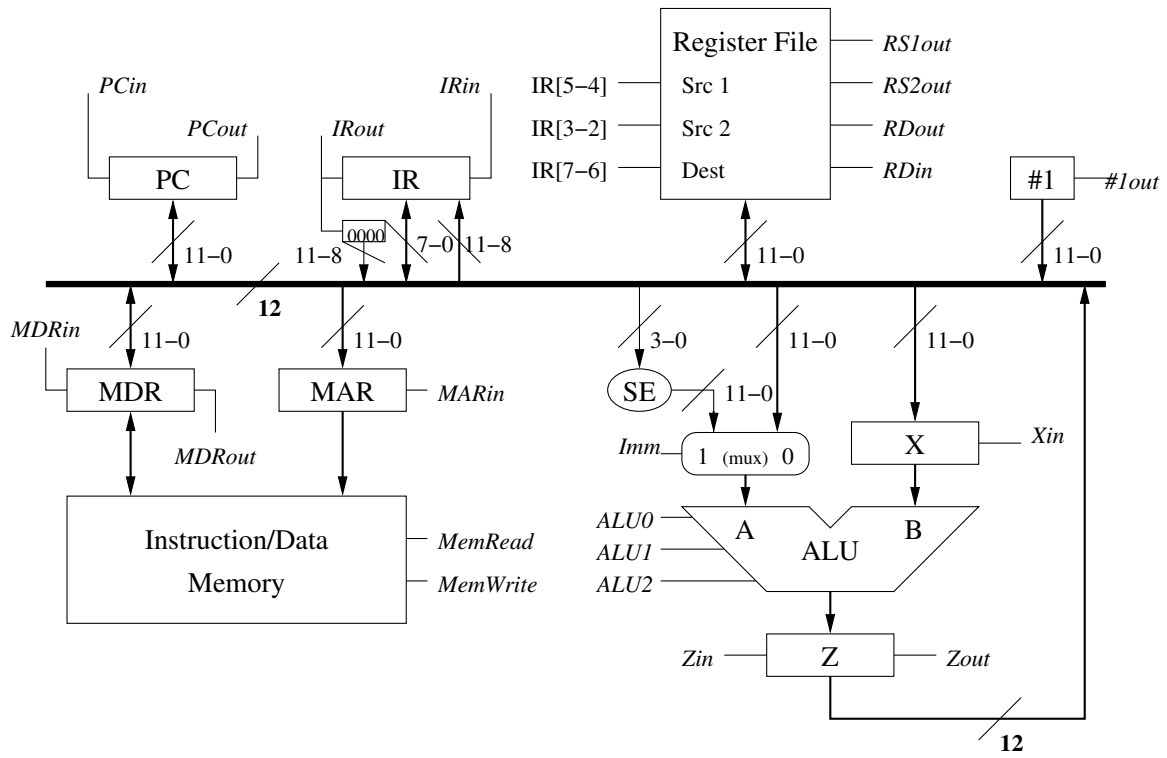 Register File
RS1out
IR[5−4]
Src 1
RS2out
PCin
IRin
IR[3−2]
Src 2
RDout
PCout
IRout
IR[7−6]
Dest
RDin
PC
IR
#1
#1out
0000
11−0
11−8
7−0
11−8
11−0
11−0
12
MDRin
11−0
11−0
3−0
11−0
11−0
MDR
MAR
MARin
SE
11−0
MDRout
Imm
1 (mux) 0
X
Xin
Instruction/Data
Memory
MemRead
MemWrite
ALU0
ALU1
ALU2
A
B
ALU
Zin
Z
Zout
12